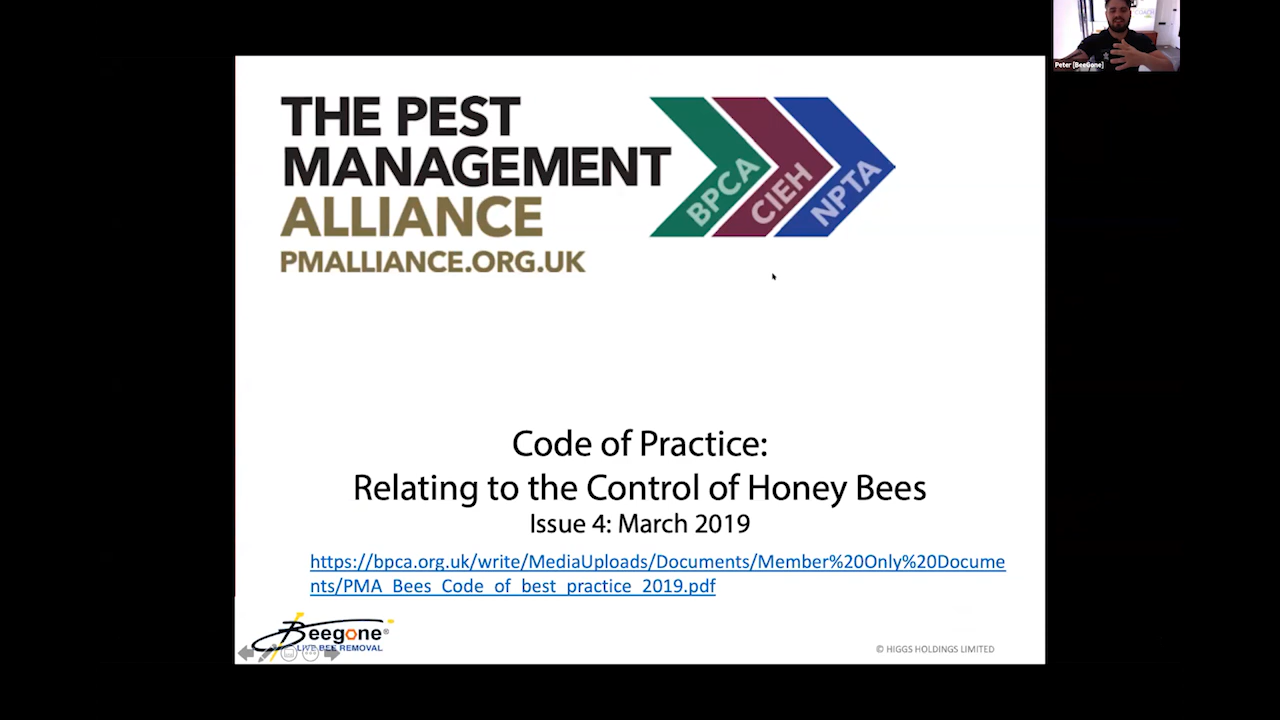 Peter [BeeGone]
THE PEST
MANAGEMENT
ALLIANCE
PMALLIANCE.ORG.UK
BPCA
CIEH
NPTA
Code of Practice:
Relating to the Control of Honey Bees
Issue 4: March 2019
https://bpca.org.uk/write/MediaUploads/Documents/Member%20Only%20Docume
nts/PMA_Bees_Code_of_best_practice_2019.pdf
Beegone®
LIVE BEE REMOVAL
© HIGGS HOLDINGS LIMITED